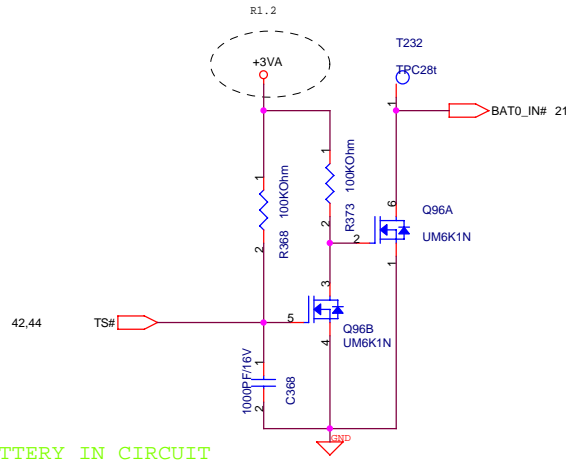 R1.2
T232
+3VA
TPC28t
1
BAT0_IN# 21
1
1
100KOhm
100KOhm
R368
R373
2
2
6
Q96A
2
UM6K1N
1
3
42,44
TS#
5
Q96B
4
UM6K1N
1
1000PF/16V
C368
2
GND
TTERY IN CIRCUIT